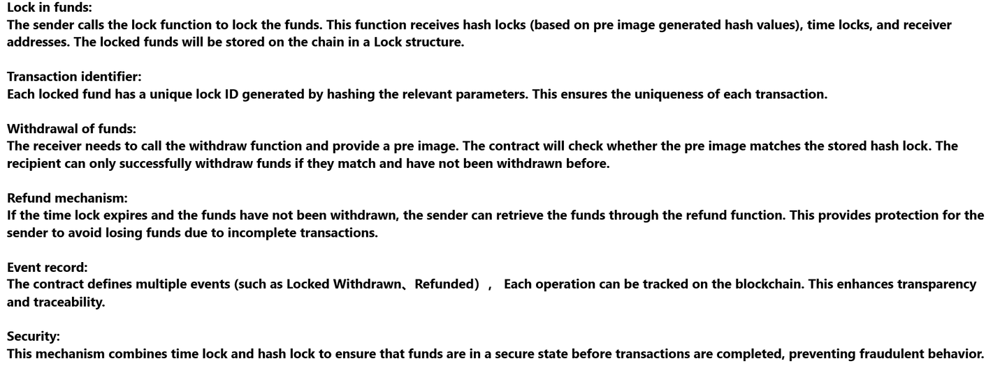 Lock in funds:
The sender calls the lock function to lock the funds. This function receives hash locks (based on pre image generated hash values), time locks, and receiver
addresses. The locked funds will be stored on the chain in a Lock structure.
Transaction identifier:
Each locked fund has a unique lock ID generated by hashing the relevant parameters. This ensures the uniqueness of each transaction.
Withdrawal of funds:
The receiver needs to call the withdraw function and provide a pre image. The contract will check whether the pre image matches the stored hash lock. The
recipient can only successfully withdraw funds if they match and have not been withdrawn before.
Refund mechanism:
If the time lock expires and the funds have not been withdrawn, the sender can retrieve the funds through the refund function. This provides protection for the
sender to avoid losing funds due to incomplete transactions.
Event record:
The contract defines multiple events (such as Locked Withdrawn、Refunded），Each operation can be tracked on the blockchain. This enhances transparency
and traceability.
Security:
This mechanism combines time lock and hash lock to ensure that funds are in a secure state before transactions are completed, preventing fraudulent behavior.